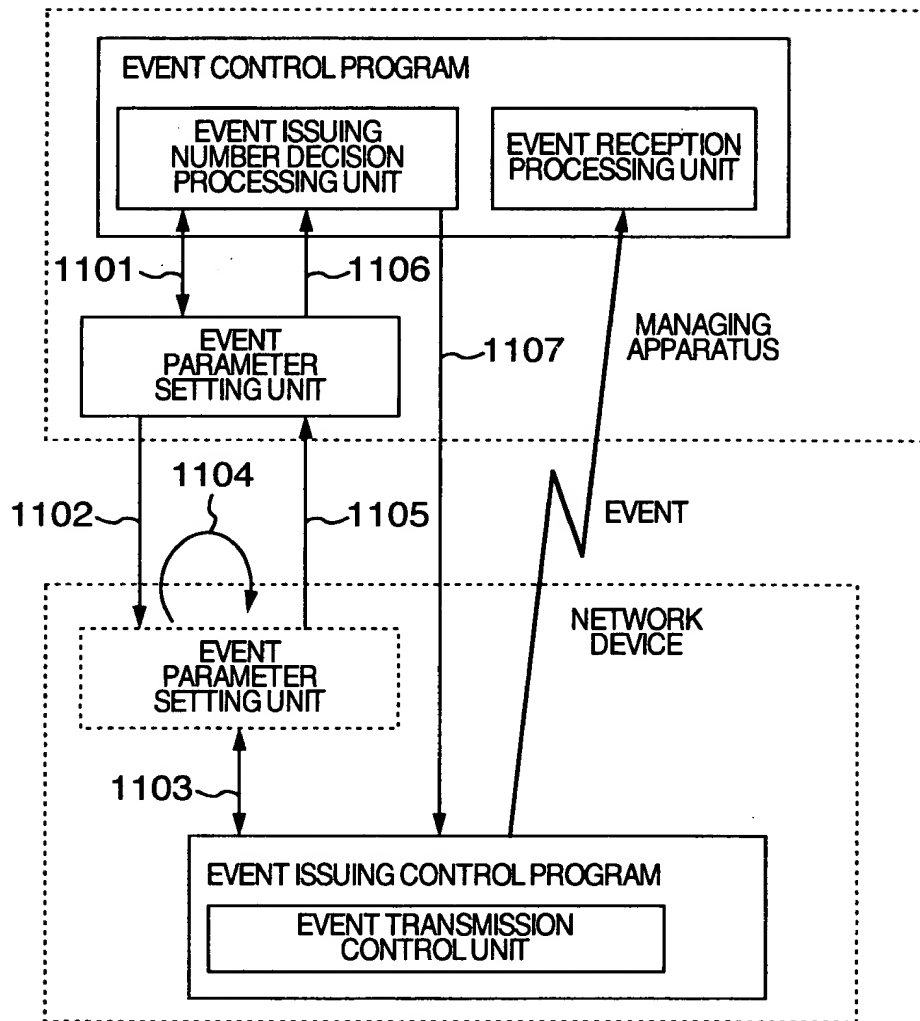 EVENT CONTROL PROGRAM
EVENT ISSUING
NUMBER DECISION
PROCESSING UNIT
EVENT RECEPTION
PROCESSING UNIT
1101
1106
EVENT
PARAMETER
SETTING UNIT
1107
MANAGING
APPARATUS
1104
1102
1105
EVENT
NETWORK
DEVICE
EVENT
PARAMETER
SETTING UNIT
1103
EVENT ISSUING CONTROL PROGRAM
EVENT TRANSMISSION
CONTROL UNIT